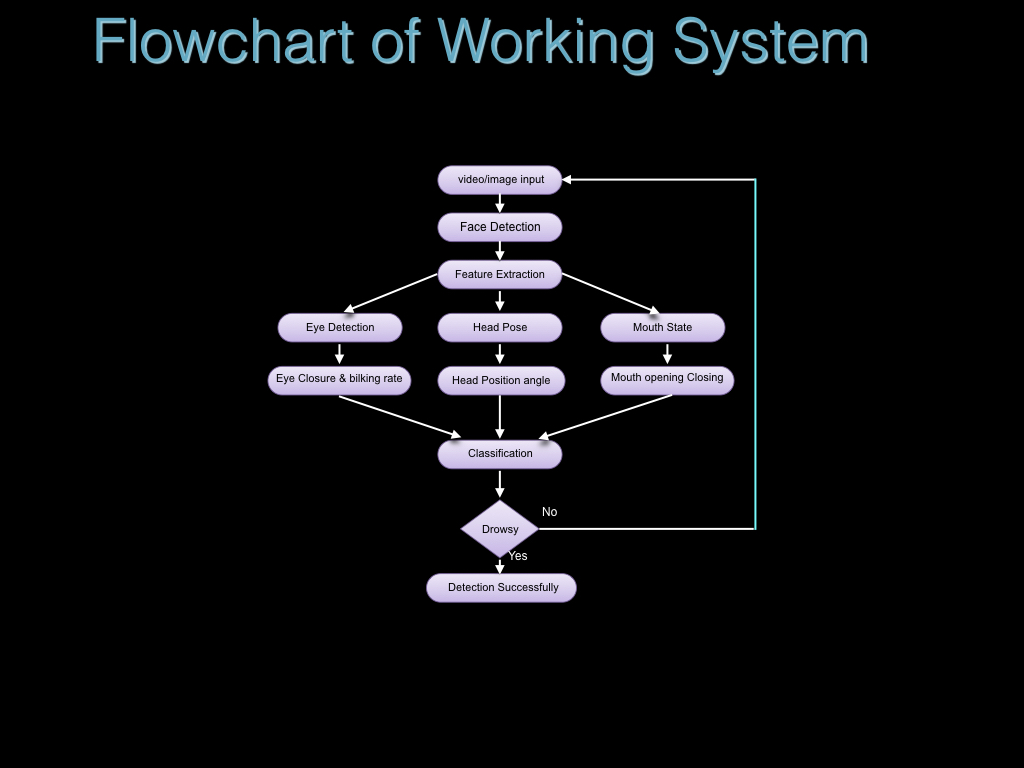 Flowchart of Working System
video/image input
Face Detection
Feature Extraction
Eye Detection
Head Pose
Mouth State
Eye Closure & bilking rate
Head Position angle
Mouth opening Closing
Classification
No
Drowsy
Yes
Detection Successfully